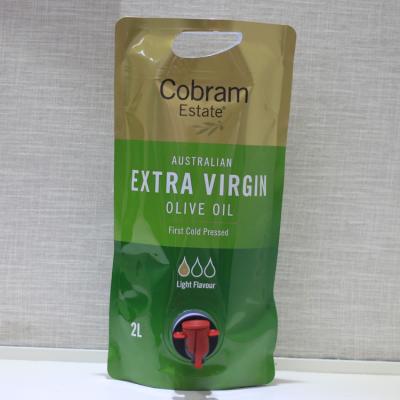 Cobram
Estate®
AUSTRALIAN
EXTRA VIRGIN
OLIVE OIL
First Cold Pressed
Light Flavour
2L